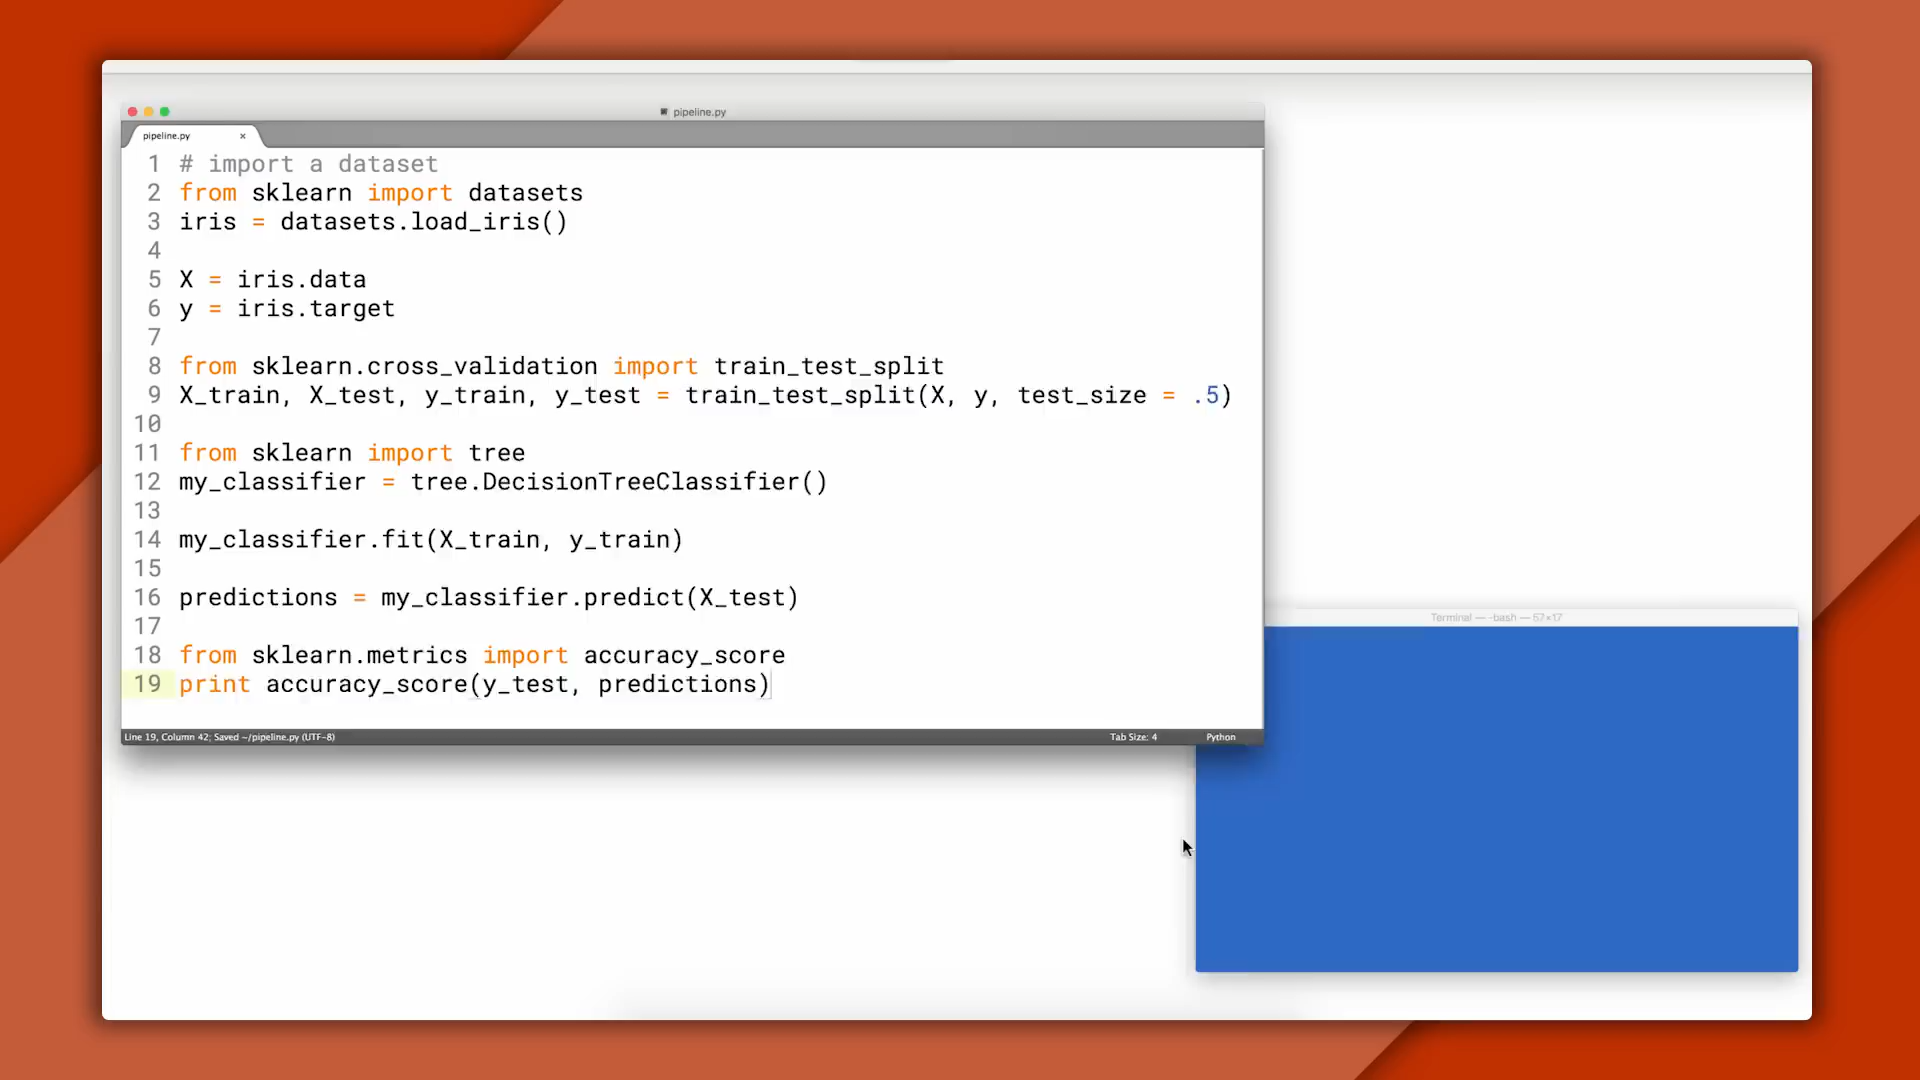 pipeline.py
pipeline.py ×
1 # import a dataset
2 from sklearn import datasets
3 iris = datasets.load_iris()
4
5 X = iris.data
6 y = iris.target
7
8 from sklearn.cross_validation import train_test_split
9 X_train, X_test, y_train, y_test = train_test_split(X, y, test_size = .5)
10
11 from sklearn import tree
12 my_classifier = tree.DecisionTreeClassifier()
13
14 my_classifier.fit(X_train, y_train)
15
16 predictions = my_classifier.predict(X_test)
17
18 from sklearn.metrics import accuracy_score
19 print accuracy_score(y_test, predictions)
Line 19, Column 42; Saved ~/pipeline.py (UTF-8) Tab Size: 4 Python
Terminal — -bash — 57×17